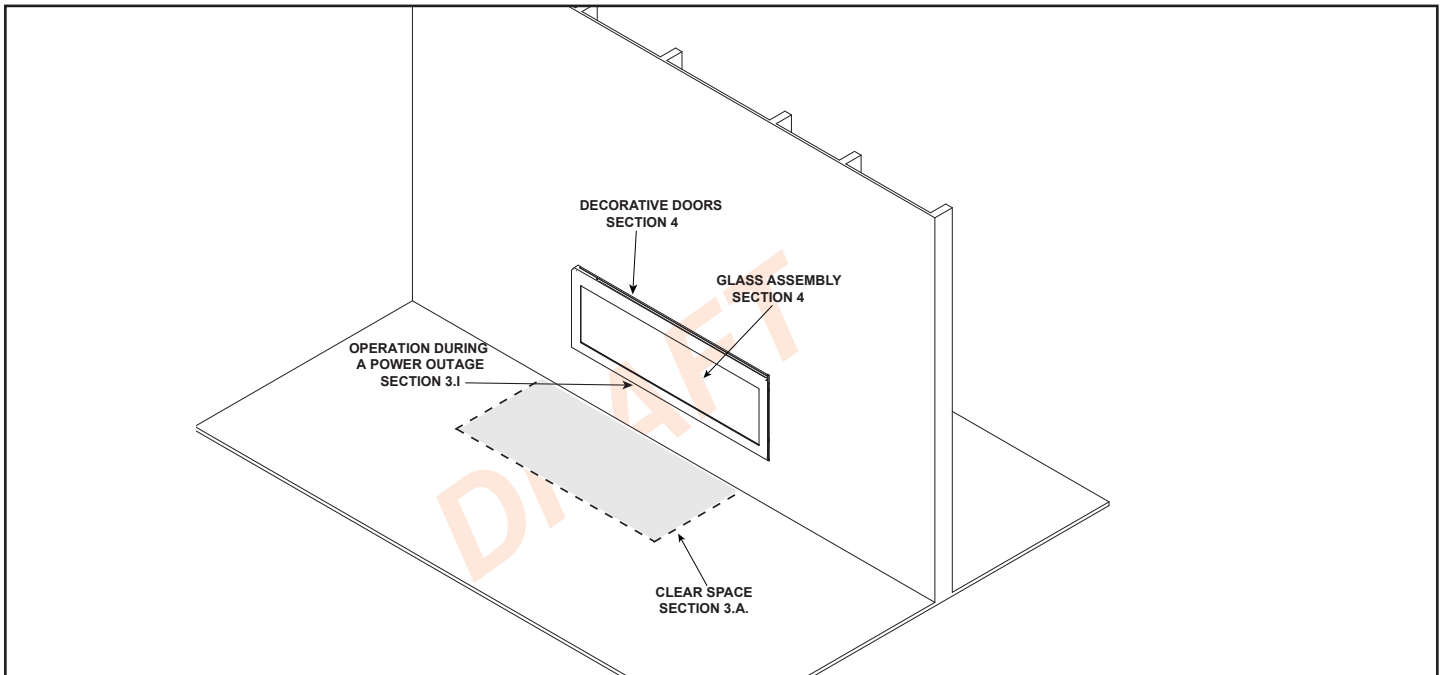 DECORATIVE DOORS
SECTION 4
GLASS ASSEMBLY
SECTION 4
OPERATION DURING
A POWER OUTAGE
SECTION 3.I
CLEAR SPACE
SECTION 3.A.
DRAFT